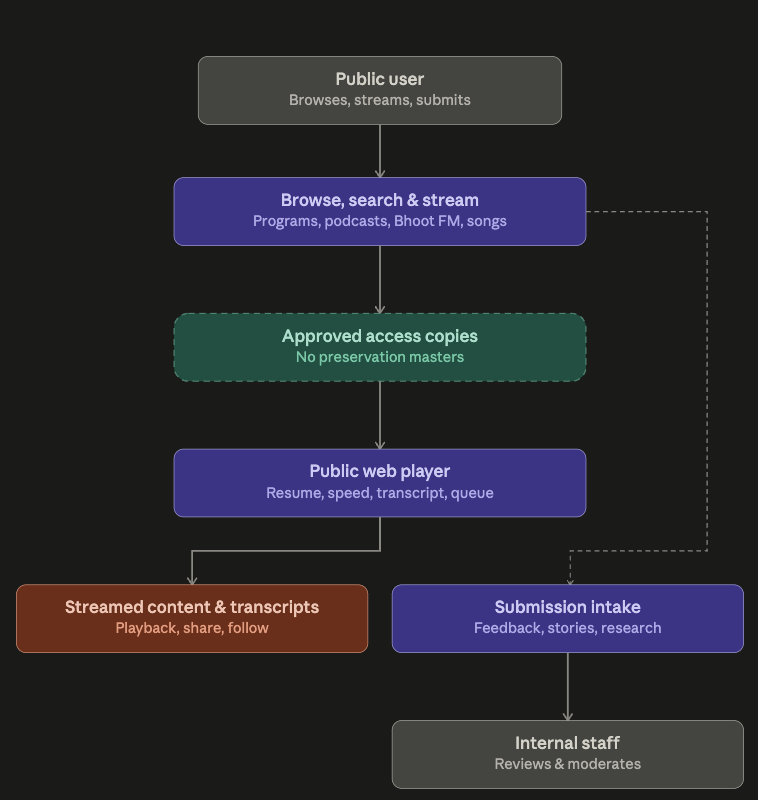 Public user
Browses, streams, submits
Browse, search & stream
Programs, podcasts, Bhoot FM, songs
Approved access copies
No preservation masters
Public web player
Resume, speed, transcript, queue
Streamed content & transcripts
Playback, share, follow
Submission intake
Feedback, stories, research
Internal staff
Reviews & moderates